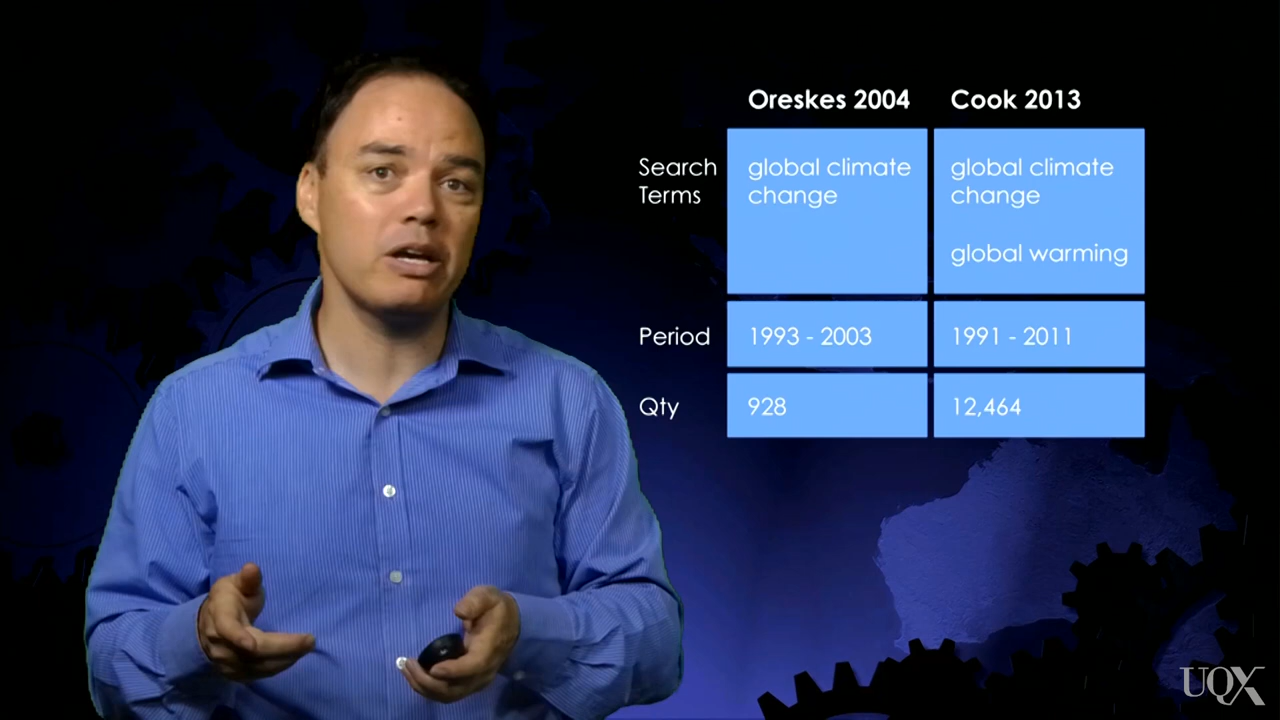 Oreskes 2004 Cook 2013
Search Terms
global climate change
global climate change
global warming
Period 1993 - 2003 1991 - 2011
Qty 928 12,464
UQX